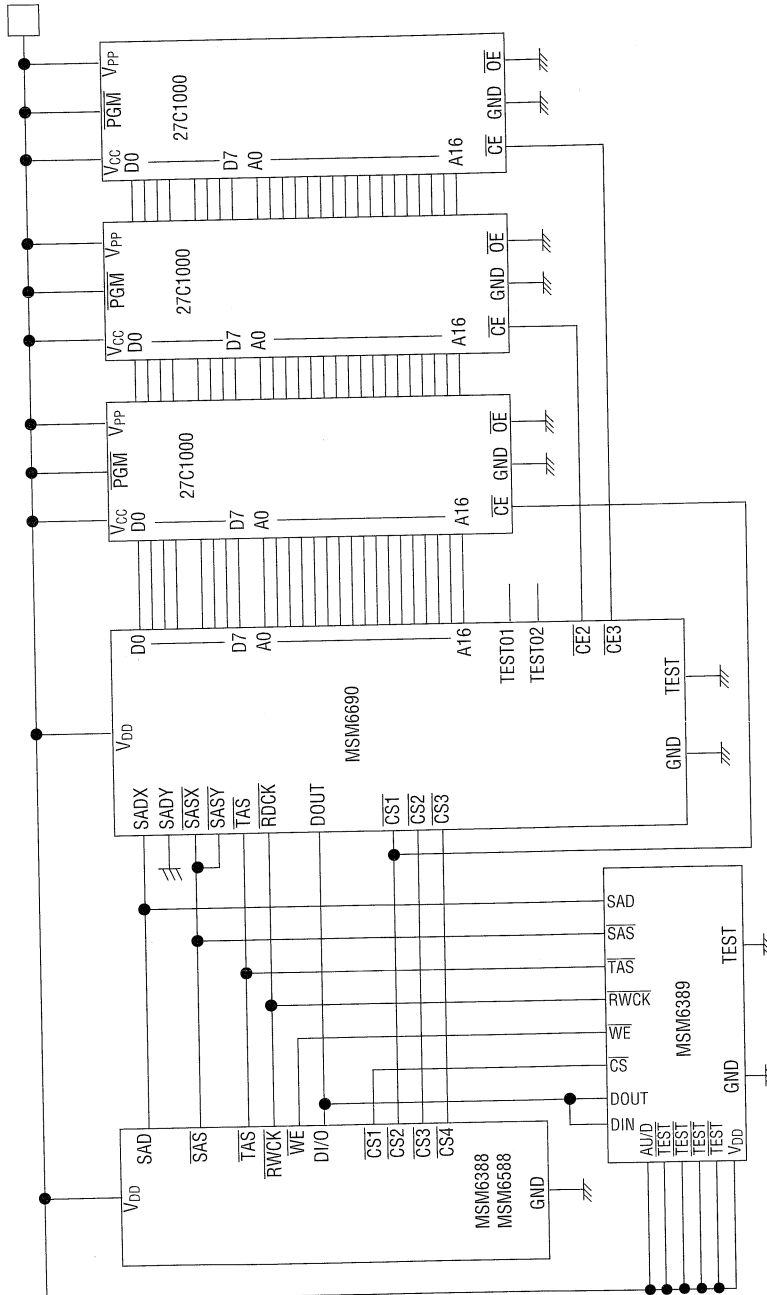 VPP
PGM
VCC
D0
27C1000
D7
A0
A16
OE
GND
CE
VPP
PGM
VCC
D0
27C1000
D7
A0
A16
OE
GND
CE
VPP
PGM
VCC
D0
27C1000
D7
A0
A16
OE
GND
CE
D0
D7
A0
A16
TEST01
TEST02
CE2
CE3
VDD
MSM6690
TEST
GND
SADX
SADY
SASX
SASY
TAS
RDCK
DOUT
CS1
CS2
CS3
SAD
SAS
TAS
RWCK
WE
CS
DOUT
DIN
MSM6389
TEST
GND
AU/D
TEST
TEST
TEST
TEST
VDD
SAD
SAS
TAS
RWCK
WE
DI/O
CS1
CS2
CS3
CS4
VDD
MSM6388
MSM6588
GND